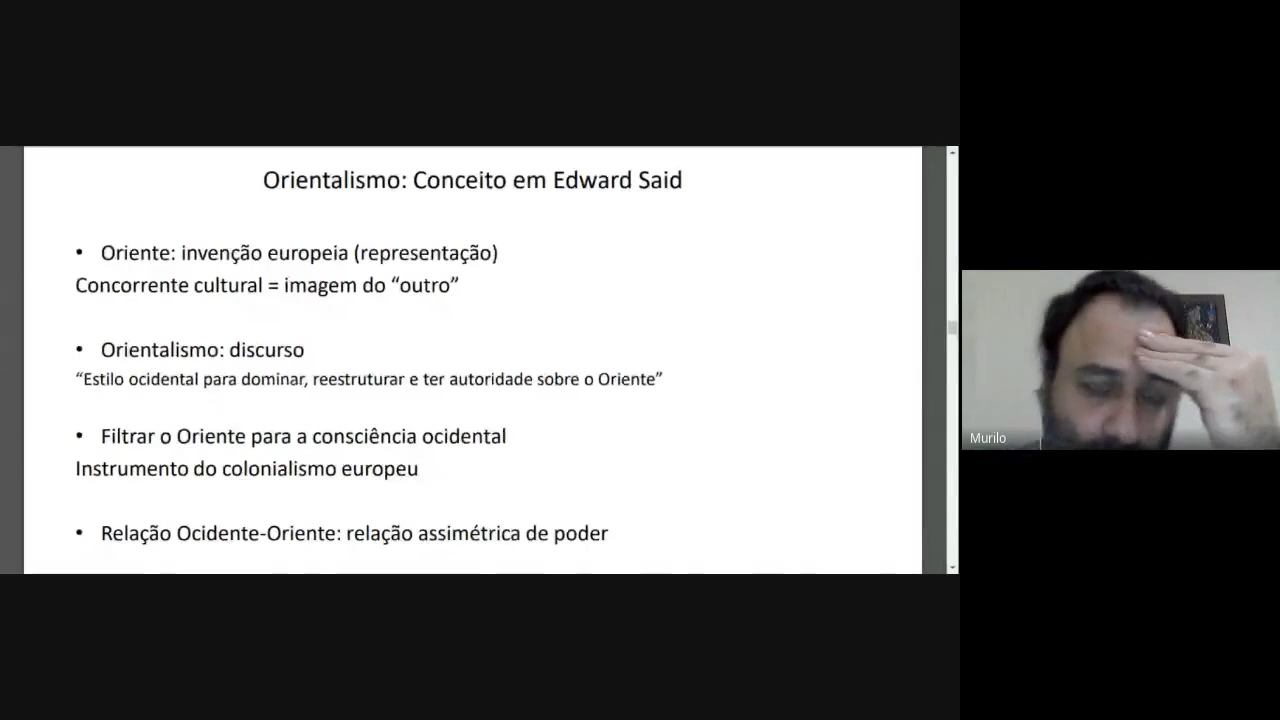 Orientalismo: Conceito em Edward Said
• Oriente: invenção europeia (representação)
Concorrente cultural = imagem do “outro”
• Orientalismo: discurso
“Estilo ocidental para dominar, reestruturar e ter autoridade sobre o Oriente”
• Filtrar o Oriente para a consciência ocidental
Instrumento do colonialismo europeu
• Relação Ocidente-Oriente: relação assimétrica de poder
Murilo